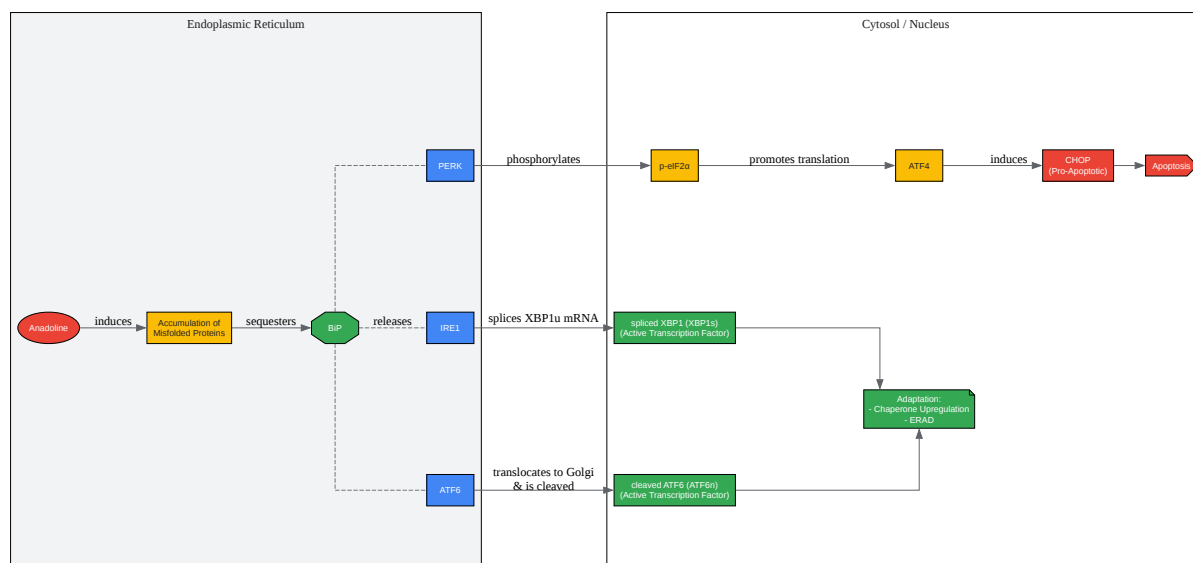 Endoplasmic Reticulum
Cytosol / Nucleus
PERK
phosphorylates
p-eIF2α
promotes translation
ATF4
induces
CHOP
(Pro-Apoptotic)
Apoptosis
Anadoline
induces
Accumulation of
Misfolded Proteins
sequesters
BiP
releases
IRE1
splices XBP1u mRNA
spliced XBP1 (XBP1s)
(Active Transcription Factor)
Adaptation:
- Chaperone Upregulation
- ERAD
ATF6
translocates to Golgi
& is cleaved
cleaved ATF6 (ATF6n)
(Active Transcription Factor)